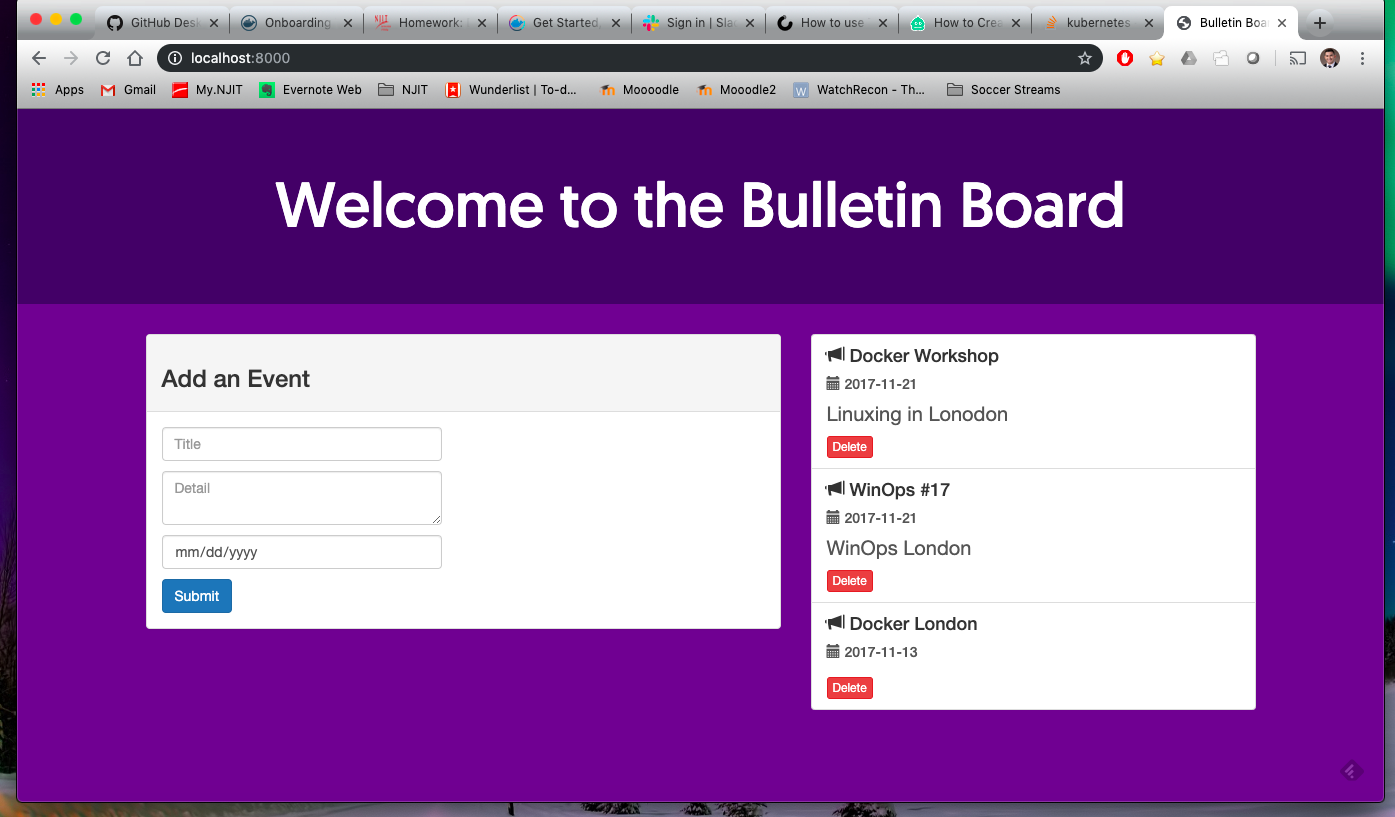 GitHub Desk
Onboarding
Homework:
Get Started,
Sign in | Slac
How to use
How to Crea
kubernetes
Bulletin Boa
localhost:8000
Apps
Gmail
My.NJIT
Evernote Web
NJIT
Wunderlist | To-d...
Moooodle
Mooodle2
W
WatchRecon - Th...
Soccer Streams
Welcome to the Bulletin Board
Add an Event
Title
Detail
mm/dd/yyyy
Submit
Docker Workshop
2017-11-21
Linuxing in Lonodon
Delete
WinOps #17
2017-11-21
WinOps London
Delete
Docker London
2017-11-13
Delete